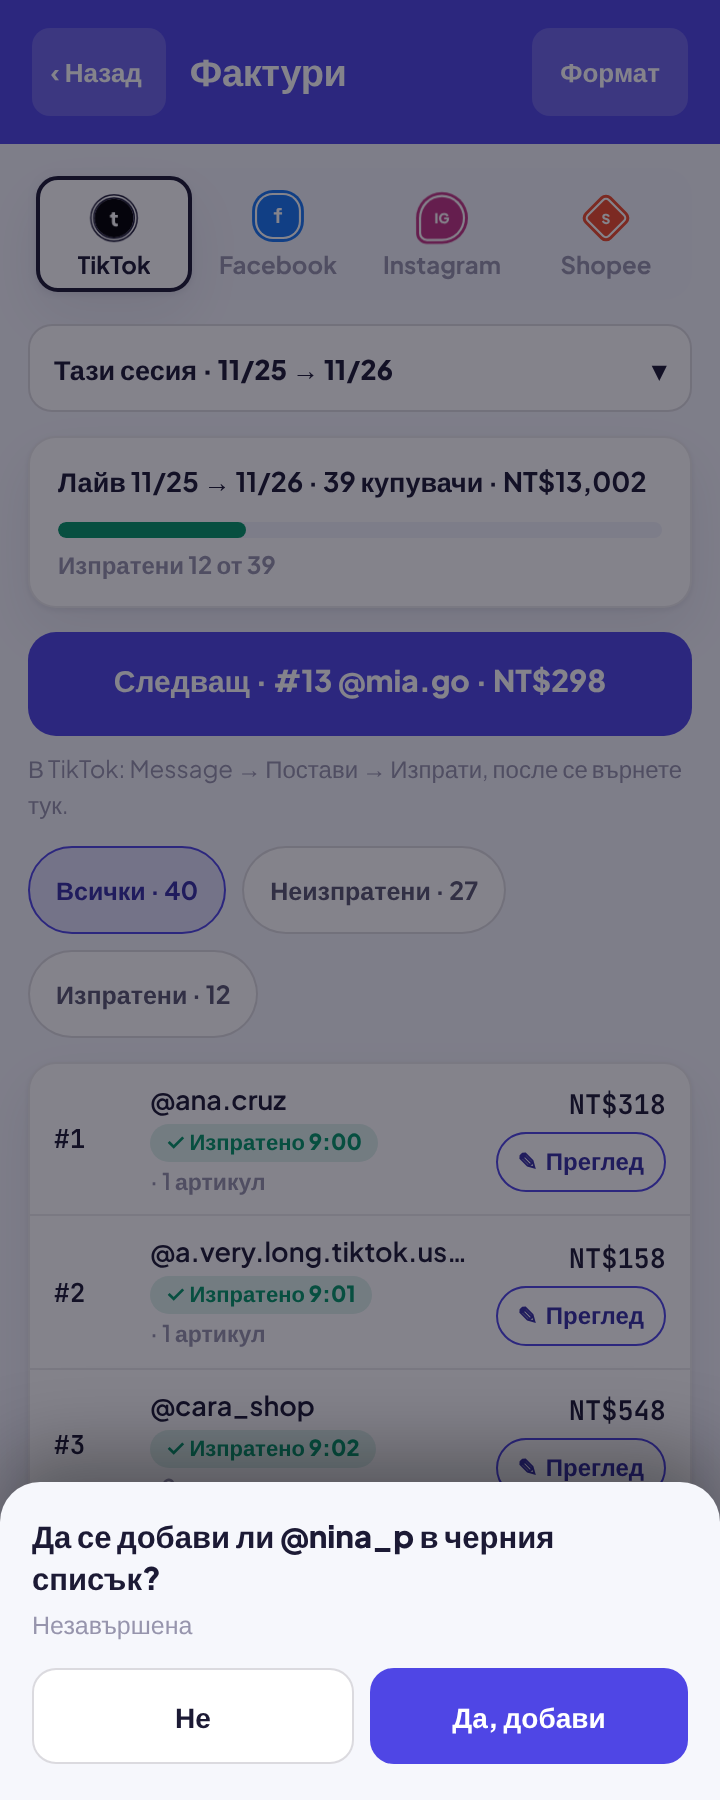 ‹ Назад
Фактури
Формат
t
f
IG
S
TikTok
Facebook
Instagram
Shopee
Тази сесия · 11/25 → 11/26 ▼
Лайв 11/25 → 11/26 · 39 купувачи · NT$13,002
Изпратени 12 от 39
Следващ · #13 @mia.go · NT$298
В TikTok: Message → Постави → Изпрати, после се върнете
тук.
Всички · 40
Неизпратени · 27
Изпратени · 12
#1
@ana.cruz
✓ Изпратено 9:00
· 1 артикул
NT$318
✎ Преглед
#2
@a.very.long.tiktok.us…
✓ Изпратено 9:01
· 1 артикул
NT$158
✎ Преглед
#3
@cara_shop
✓ Изпратено 9:02
NT$548
✎ Преглед
Да се добави ли @nina_p в черния
списък?
Незавършена
Не
Да, добави